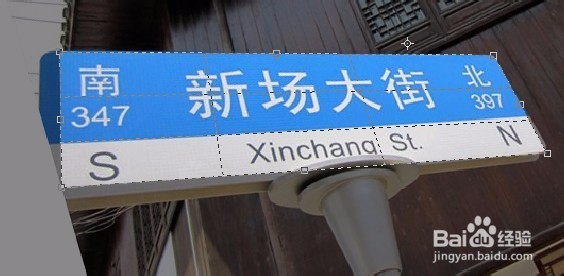 南 新场大街 北
347 397
S Xinchang St. N
Baidu经验
jingyan.baidu.com